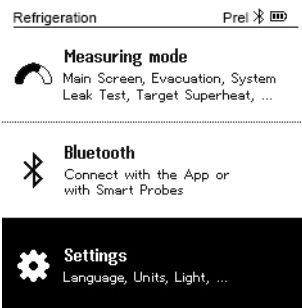 Refrigeration Prel
Measuring mode
Main Screen, Evacuation, System
Leak Test, Target Superheat, ...
Bluetooth
Connect with the App or
with Smart Probes
Settings
Language, Units, Light, ...